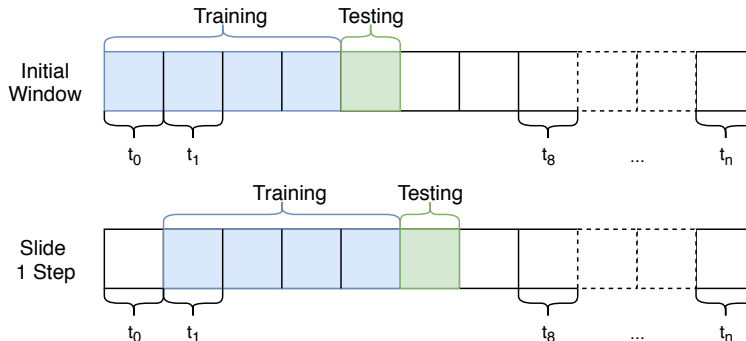 Training Testing
Initial
Window
t0 t1 t8 ... tn
Training Testing
Slide
1 Step
t0 t1 t8 ... tn